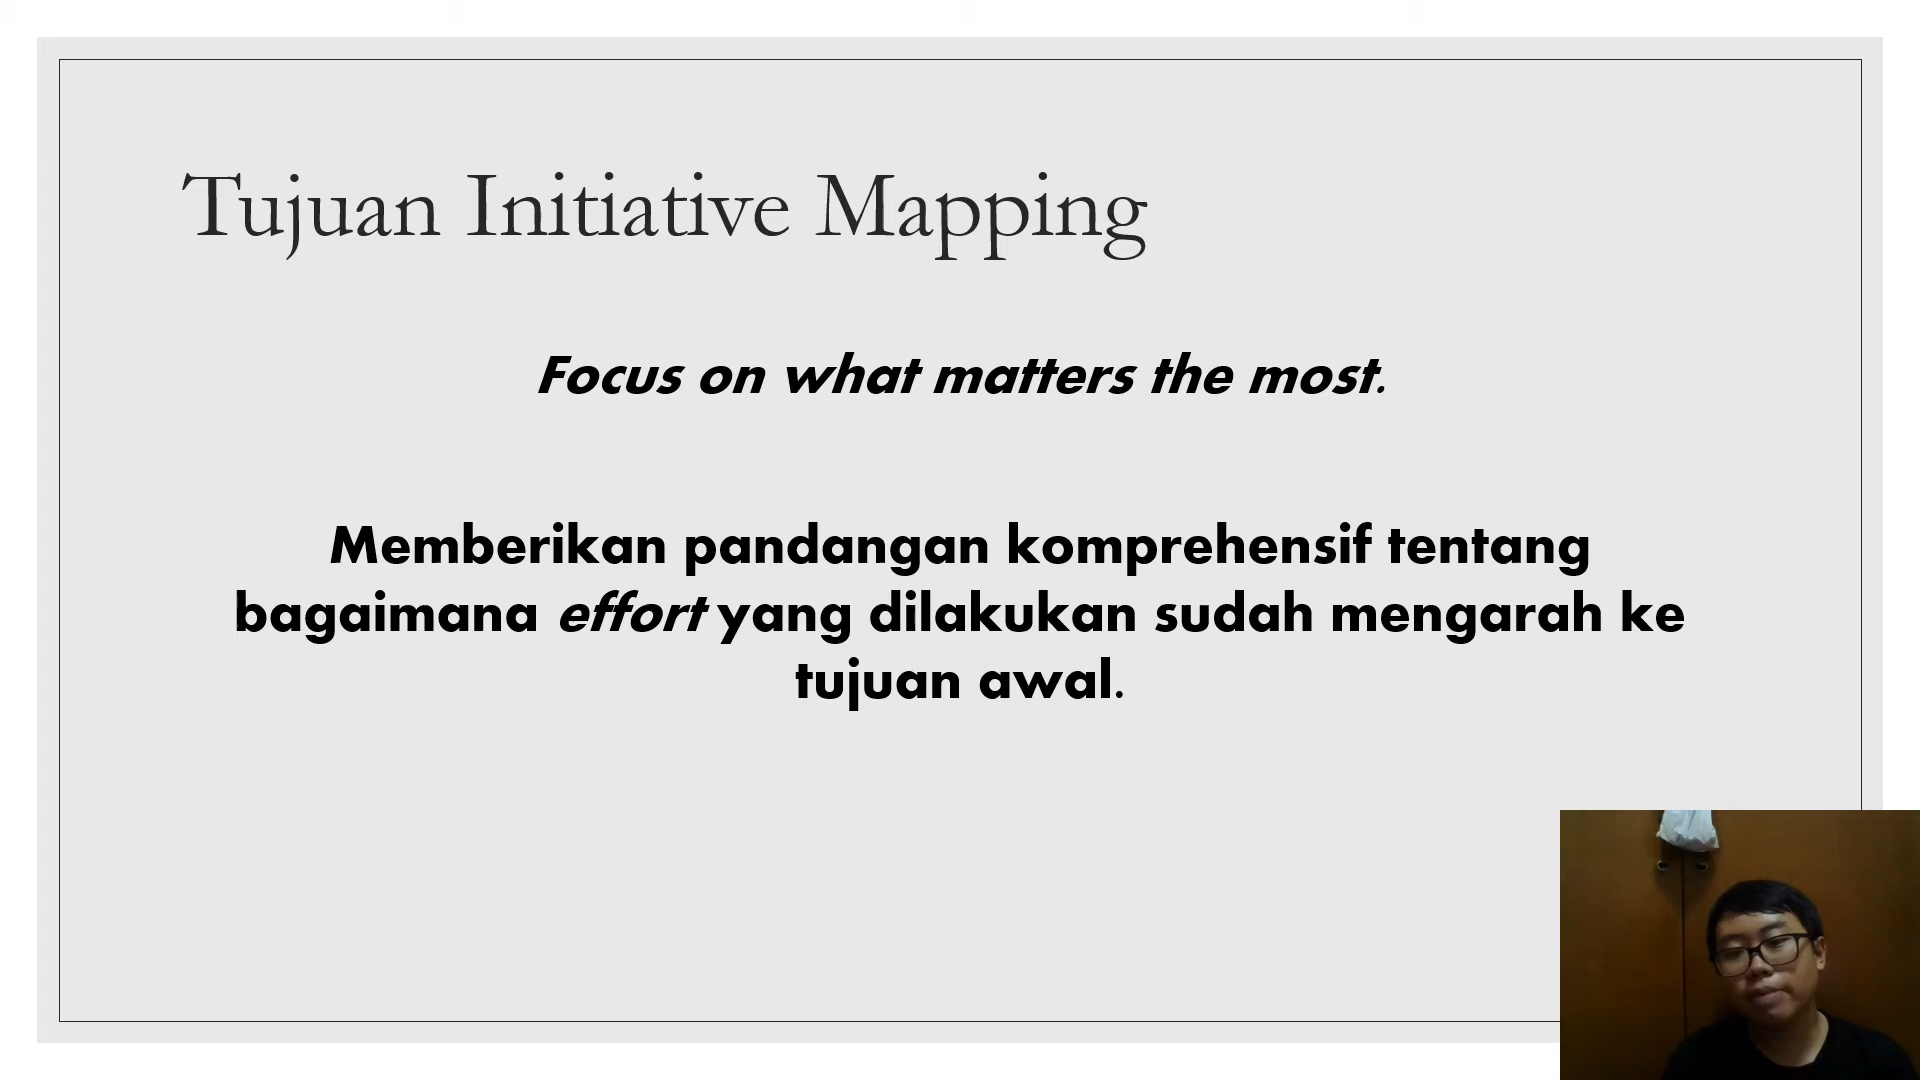 Tujuan Initiative Mapping
Focus on what matters the most.
Memberikan pandangan komprehensif tentang
bagaimana effort yang dilakukan sudah mengarah ke
tujuan awal.